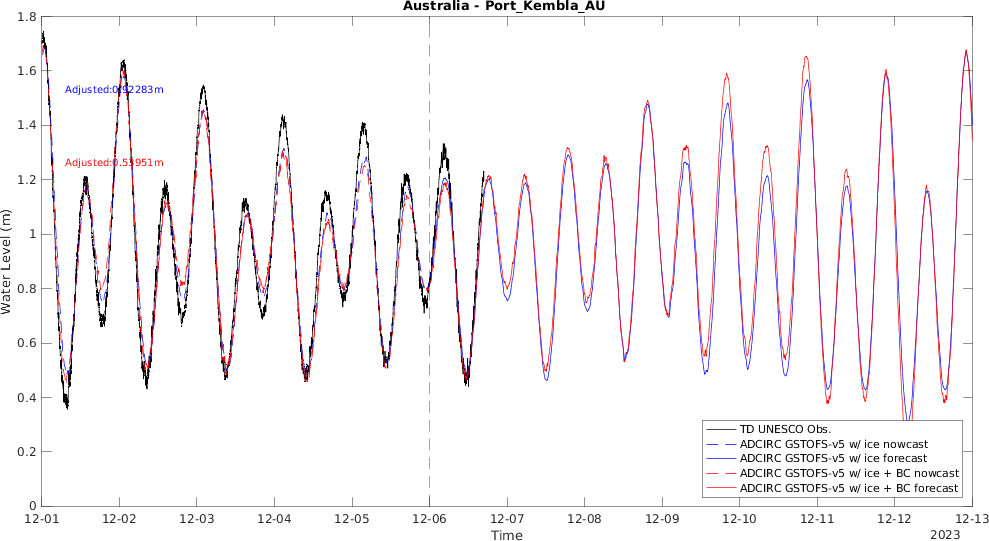 Australia - Port_Kembla_AU
1.8
1.6
1.4
1.2
1
0.8
0.6
0.4
0.2
0
Water Level (m)
Adjusted:0.92283m
Adjusted:0.53951m
TD UNESCO Obs.
ADCIRC GSTOFS-v5 w/ ice nowcast
ADCIRC GSTOFS-v5 w/ ice forecast
ADCIRC GSTOFS-v5 w/ ice + BC nowcast
ADCIRC GSTOFS-v5 w/ ice + BC forecast
12-01 12-02 12-03 12-04 12-05 12-06 12-07 12-08 12-09 12-10 12-11 12-12 12-13
Time
2023